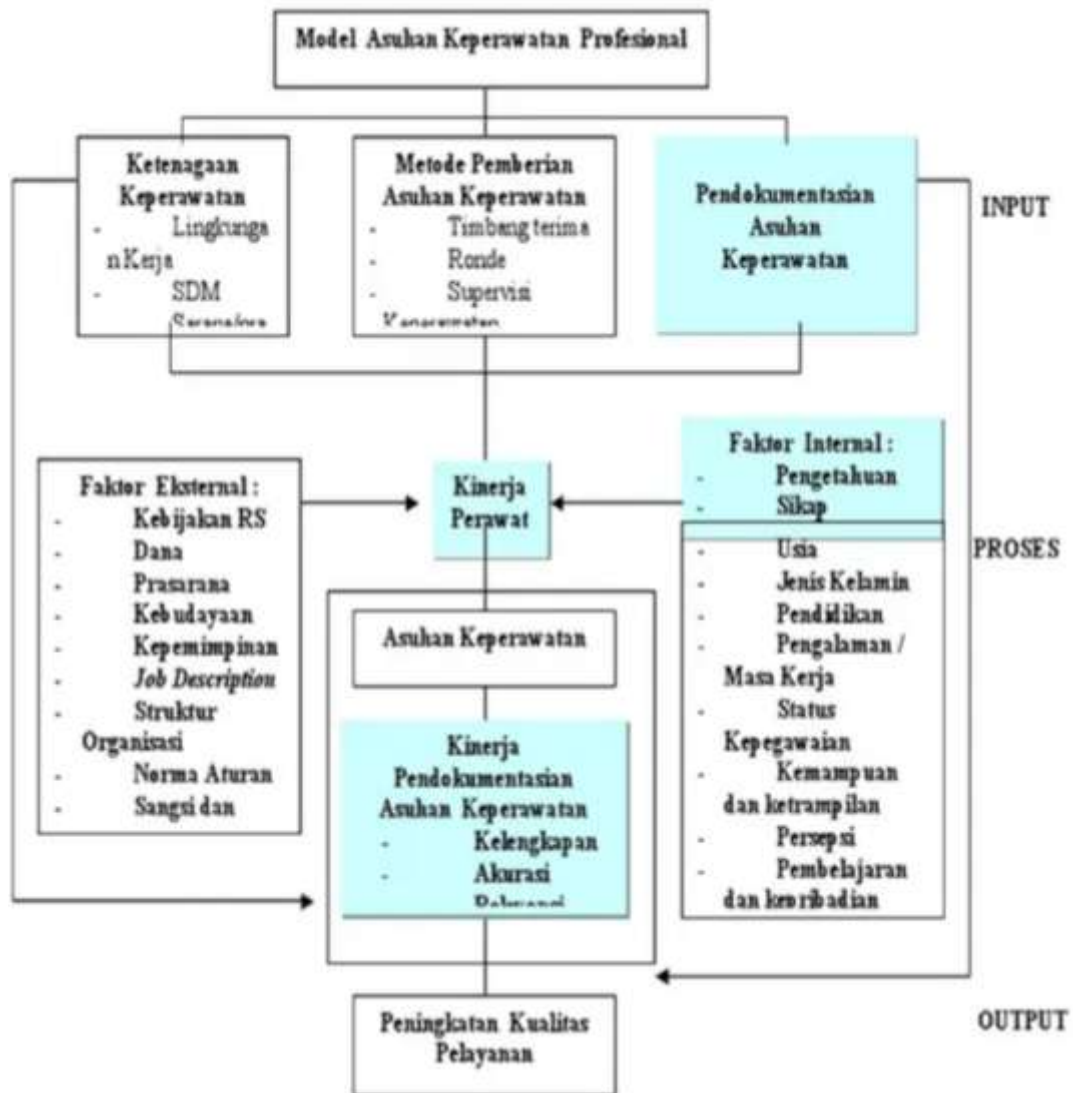 Model Asuhan Keperawatan Profesional
Ketenagaan
Keperawatan
- Lingkunga
n Kerja
- SDM
Metode Pemberian
Asuhan Keperawatan
- Timbang terima
- Ronde
- Supervisi
Keperawatan
Pendokumentasian
Asuhan
Keperawatan
INPUT
Faktor Eksternal :
- Kebijakan RS
- Dana
- Prasarana
- Kebudayaan
- Kepemimpinan
- Job Description
- Struktur
Organisasi
- Norma Aturan
- Sangsi dan
Kinerja
Perawat
Faktor Internal :
- Pengetahuan
- Sikap
- Usia
- Jenis Kelamin
- Pendidikan
- Pengalaman /
Masa Kerja
- Status
Kepegawaian
- Kemampuan
dan ketrampilan
- Persepsi
- Pembelajaran
dan kepribadian
PROSES
Asuhan Keperawatan
Kinerja
Pendokumentasian
Asuhan Keperawatan
- Kelengkapan
- Akurasi
Peningkatan Kualitas
Pelayanan
OUTPUT